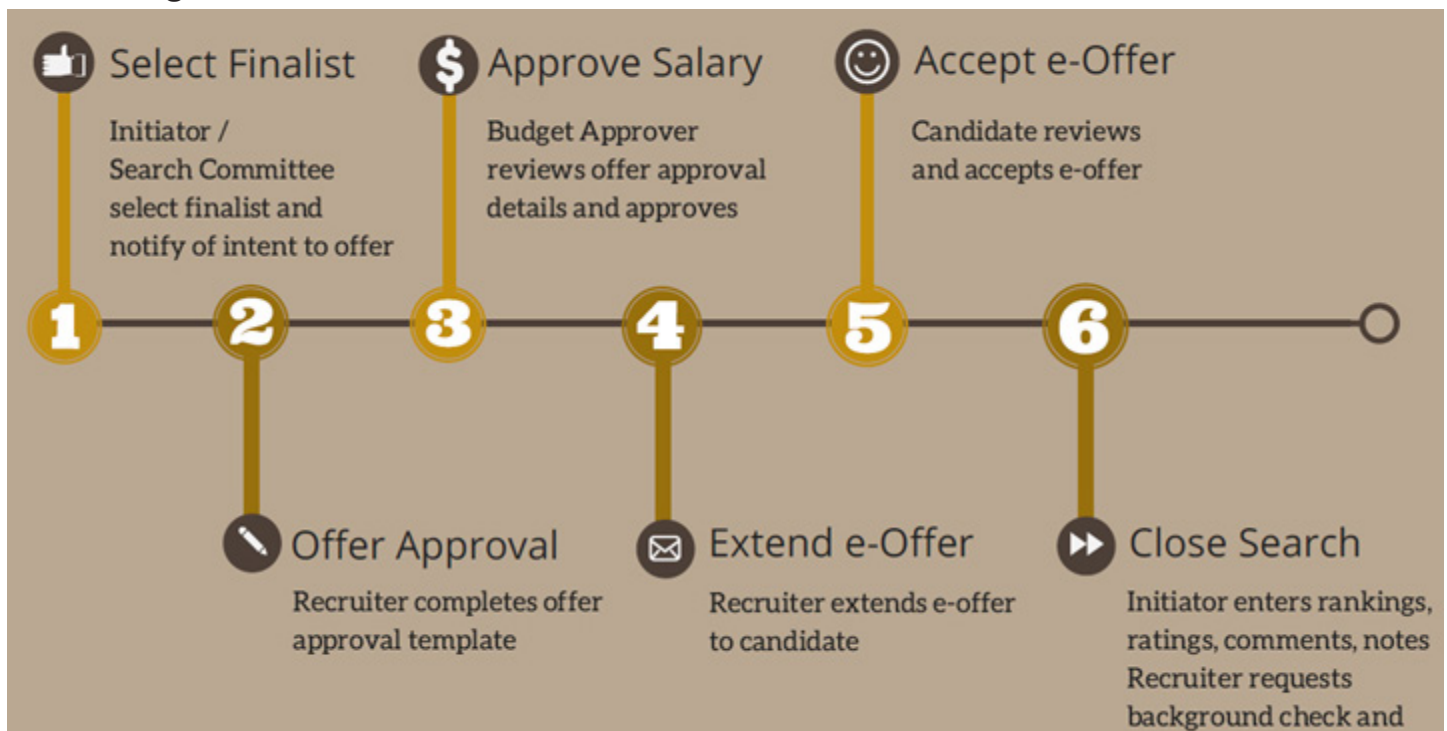 Select Finalist
Initiator /
Search Committee
select finalist and
notify of intent to offer
Approve Salary
Budget Approver
reviews offer approval
details and approves
Accept e-Offer
Candidate reviews
and accepts e-offer
1
2
3
4
5
6
Offer Approval
Recruiter completes offer
approval template
Extend e-Offer
Recruiter extends e-offer
to candidate
Close Search
Initiator enters rankings,
ratings, comments, notes
Recruiter requests
background check and